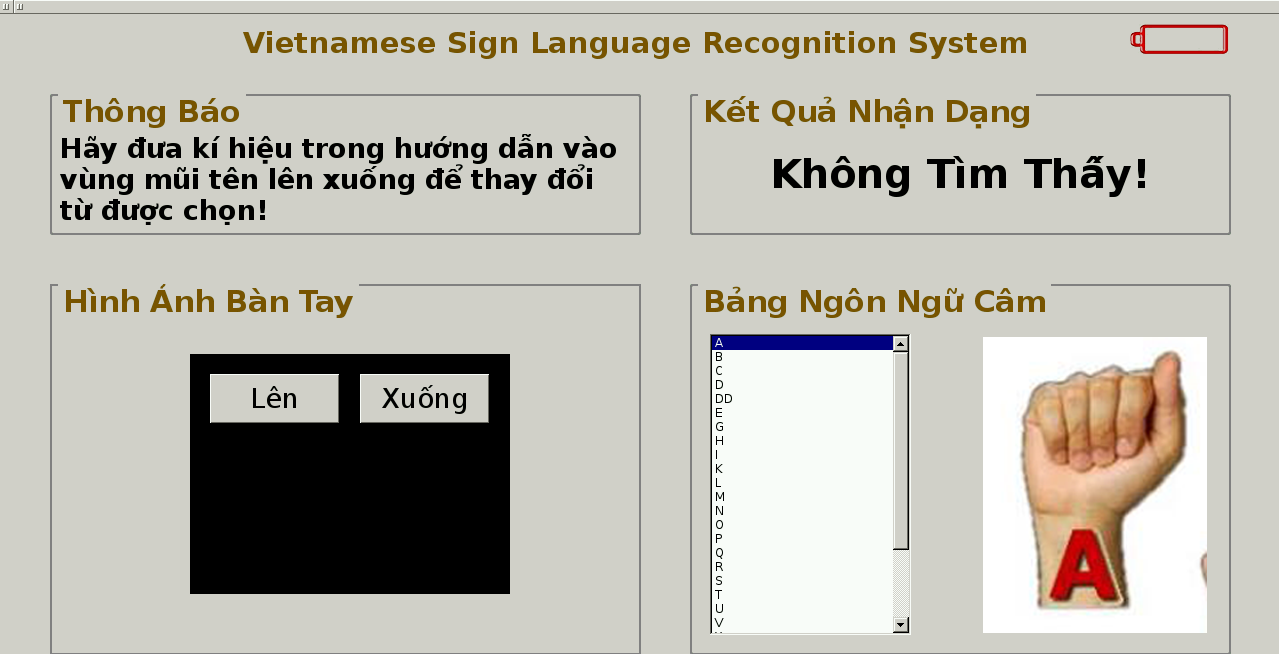 Vietnamese Sign Language Recognition System
Thông Báo
Hãy đưa kí hiệu trong hướng dẫn vào
vùng mũi tên lên xuống để thay đổi
từ được chọn!
Kết Quả Nhận Dạng
Không Tìm Thấy!
Hình Ảnh Bàn Tay
Lên
Xuống
Bảng Ngôn Ngữ Câm
A
B
C
D
DD
E
G
H
I
K
L
M
N
O
P
Q
R
S
T
U
V
A